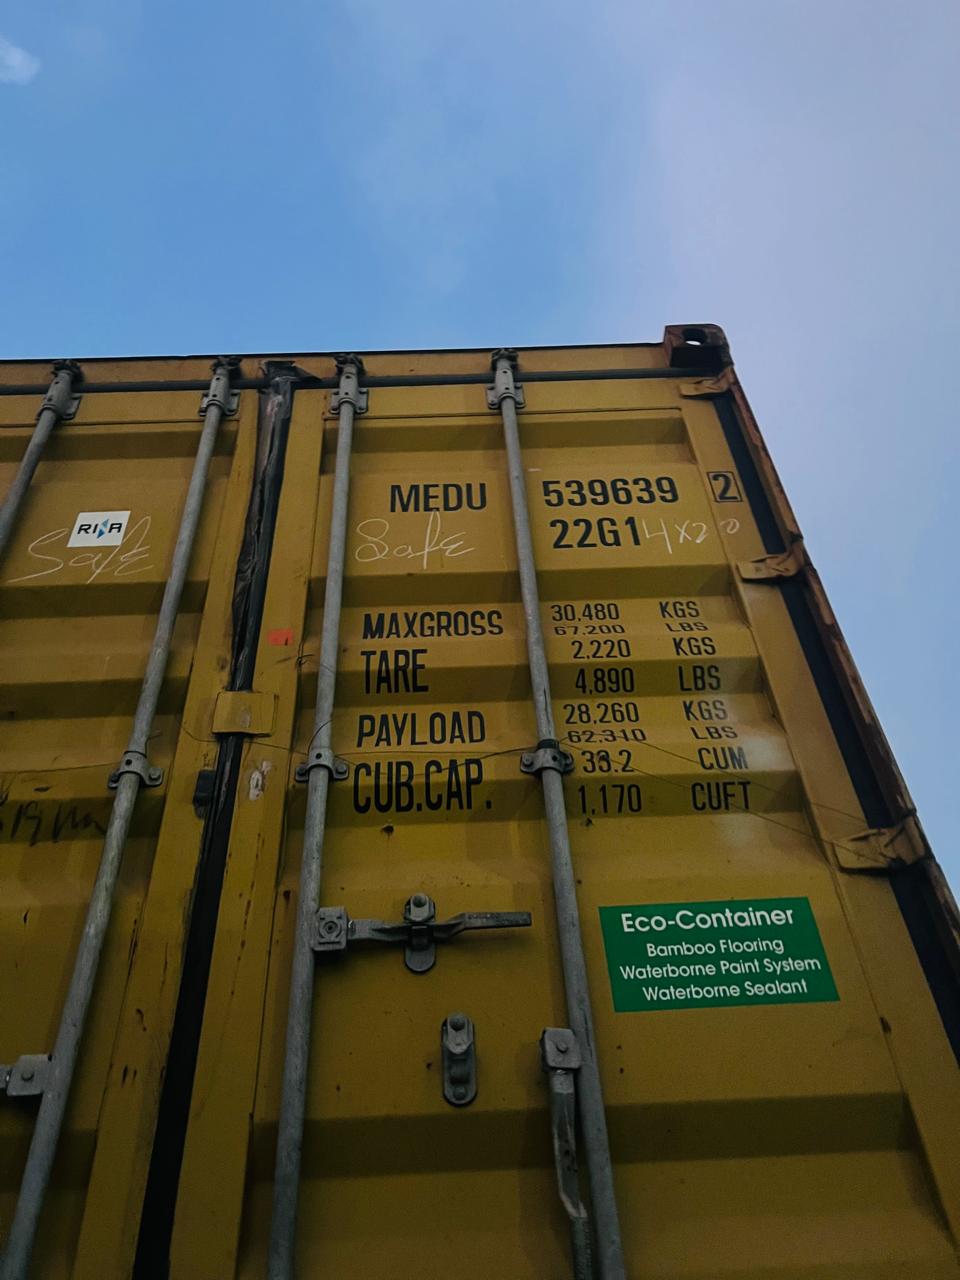 MEDU 539639 2
22G1 4x20
RINA
Safe
Safe
MAXGROSS 30,480 KGS
67,200 LBS
TARE 2,220 KGS
4,890 LBS
PAYLOAD 28,260 KGS
62,310 LBS
CUB.CAP. 33.2 CUM
1,170 CUFT
Eco-Container
Bamboo Flooring
Waterborne Paint System
Waterborne Sealant